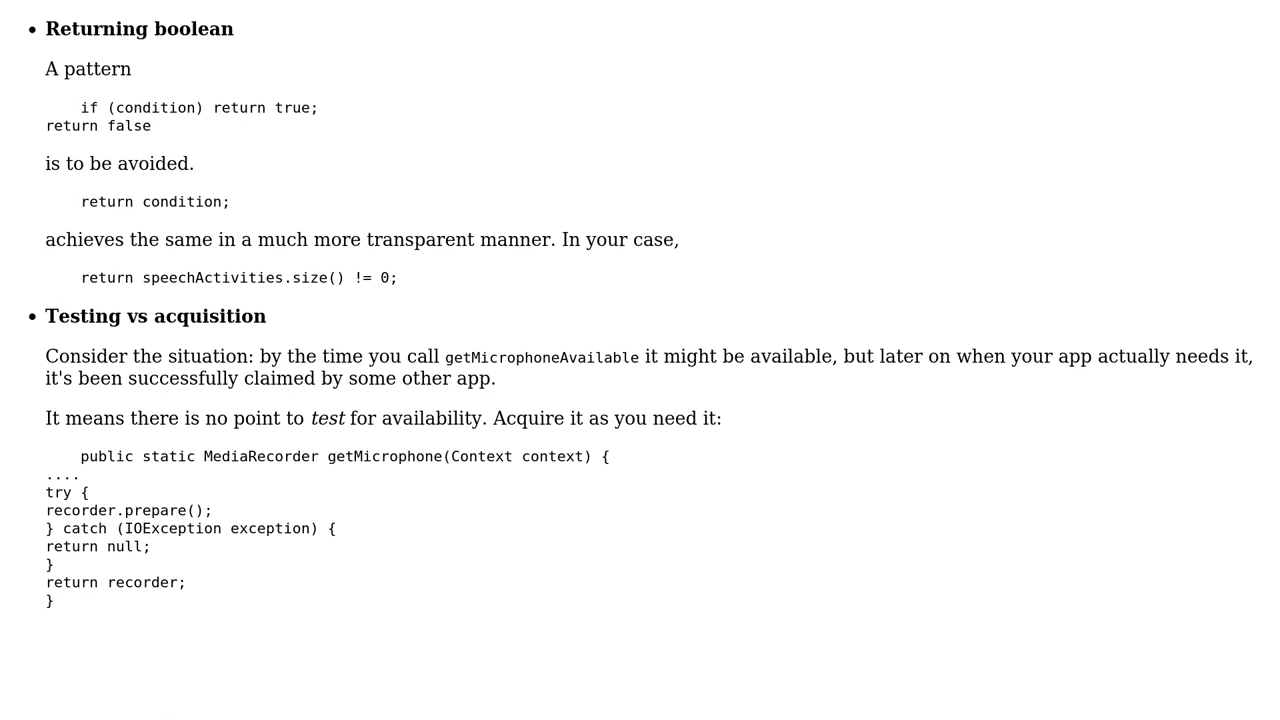 • Returning boolean
A pattern
    if (condition) return true;
return false
is to be avoided.
    return condition;
achieves the same in a much more transparent manner. In your case,
    return speechActivities.size() != 0;
• Testing vs acquisition
Consider the situation: by the time you call getMicrophoneAvailable it might be available, but later on when your app actually needs it,
it's been successfully claimed by some other app.
It means there is no point to test for availability. Acquire it as you need it:
    public static MediaRecorder getMicrophone(Context context) {
....
try {
recorder.prepare();
} catch (IOException exception) {
return null;
}
return recorder;
}